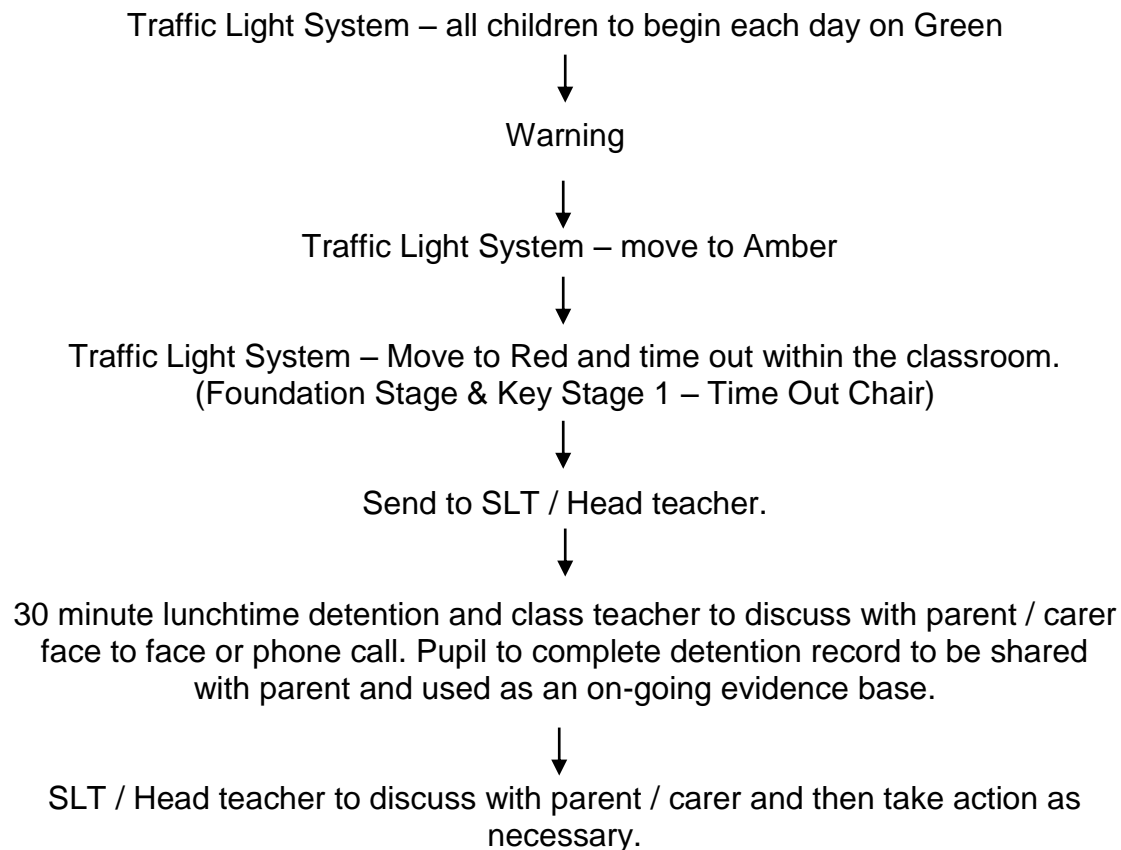 Traffic Light System – all children to begin each day on Green
Warning
Traffic Light System – move to Amber
Traffic Light System – Move to Red and time out within the classroom.
(Foundation Stage & Key Stage 1 – Time Out Chair)
Send to SLT / Head teacher.
30 minute lunchtime detention and class teacher to discuss with parent / carer
face to face or phone call. Pupil to complete detention record to be shared
with parent and used as an on-going evidence base.
SLT / Head teacher to discuss with parent / carer and then take action as
necessary.